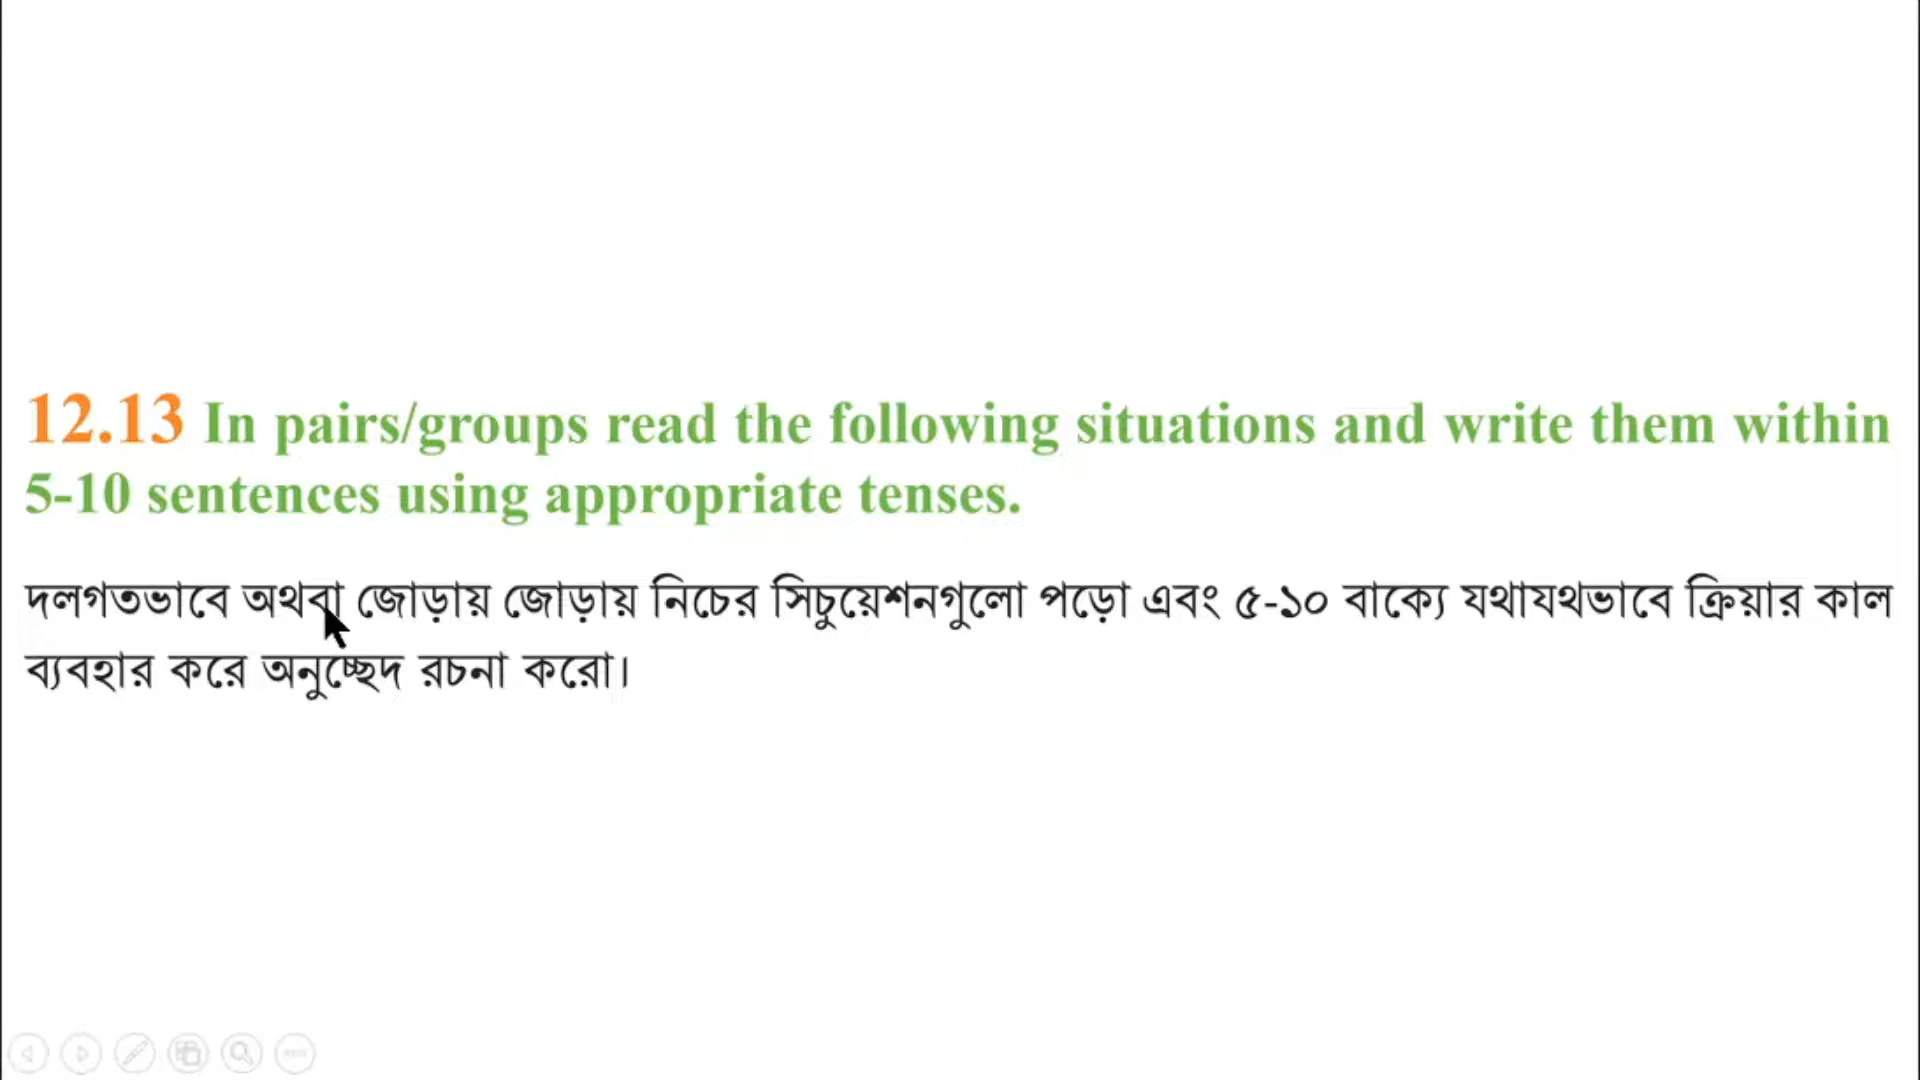 12.13 In pairs/groups read the following situations and write them within
5-10 sentences using appropriate tenses.
দলগতভাবে অথবা জোড়ায় জোড়ায় নিচের সিচুয়েশনগুলো পড়ো এবং ৫-১০ বাক্যে যথাযথভাবে ক্রিয়ার কাল
ব্যবহার করে অনুচ্ছেদ রচনা করো।